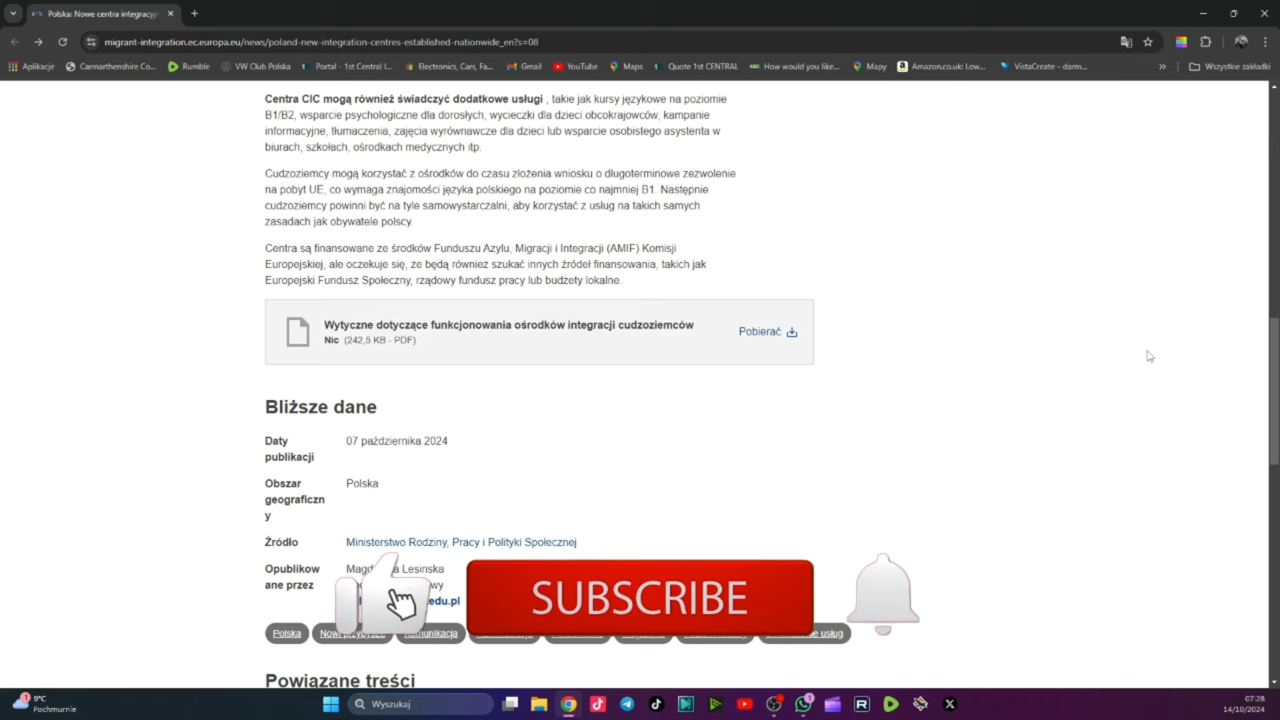 Polska: Nowe centra integracyj
migrant-integration.ec.europa.eu/news/poland-new-integration-centres-established-nationwide_en?s=08
Aplikacje Carmarthenshire Co... Rumble VW Club Polska Portal - 1st Central I... Electronics, Cars, Fa... Gmail YouTube Maps Quote 1st CENTRAL How would you like... Mapy Amazon.co.uk: Low... VistaCreate – darm... Wszystkie zakładki
Centra CIC mogą również świadczyć dodatkowe usługi , takie jak kursy językowe na poziomie
B1/B2, wsparcie psychologiczne dla dorosłych, wycieczki dla dzieci obcokrajowców, kampanie
informacyjne, tłumaczenia, zajęcia wyrównawcze dla dzieci lub wsparcie osobistego asystenta w
biurach, szkołach, ośrodkach medycznych itp.
Cudzoziemcy mogą korzystać z ośrodków do czasu złożenia wniosku o długoterminowe zezwolenie
na pobyt UE, co wymaga znajomości języka polskiego na poziomie co najmniej B1. Następnie
cudzoziemcy powinni być na tyle samowystarczalni, aby korzystać z usług na takich samych
zasadach jak obywatele polscy.
Centra są finansowane ze środków Funduszu Azylu, Migracji i Integracji (AMIF) Komisji
Europejskiej, ale oczekuje się, że będą również szukać innych źródeł finansowania, takich jak
Europejski Fundusz Społeczny, rządowy fundusz pracy lub budżety lokalne.
Wytyczne dotyczące funkcjonowania ośrodków integracji cudzoziemców
Nic (242,5 KB - PDF)
Pobierać
Bliższe dane
Daty
publikacji
07 października 2024
Obszar
geograficzn
y
Polska
Źródło
Ministerstwo Rodziny, Pracy i Polityki Społecznej
Opublikow
ane przez
Lesinska
edu.pl
SUBSCRIBE
Polska
Komunikacja
usług
Powiązane treści
1
9°C
Pochmurnie
Wyszukaj
1
07:28
14/10/2024